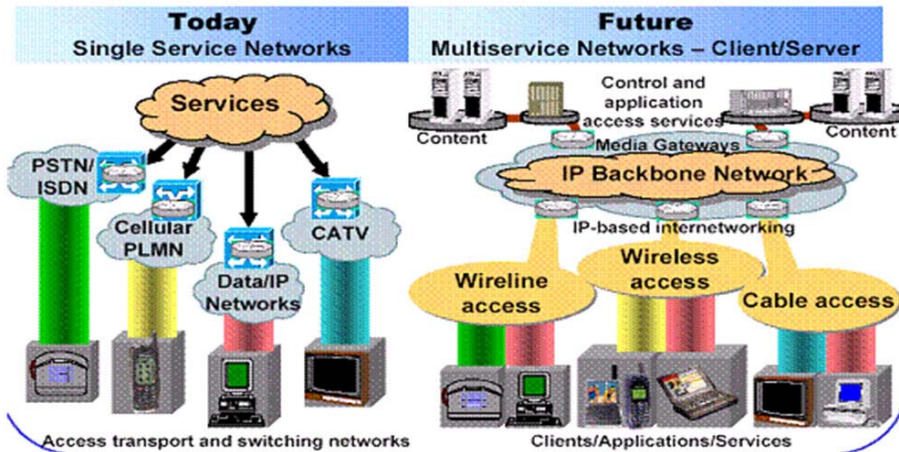 Today
Single Service Networks
Services
PSTN/
ISDN
Cellular
PLMN
Data/IP
Networks
CATV
Access transport and switching networks
Future
Multiservice Networks – Client/Server
Control and
application
access services
Content
Content
Media Gateways
IP Backbone Network
IP-based internetworking
Wireline
access
Wireless
access
Cable access
Clients/Applications/Services